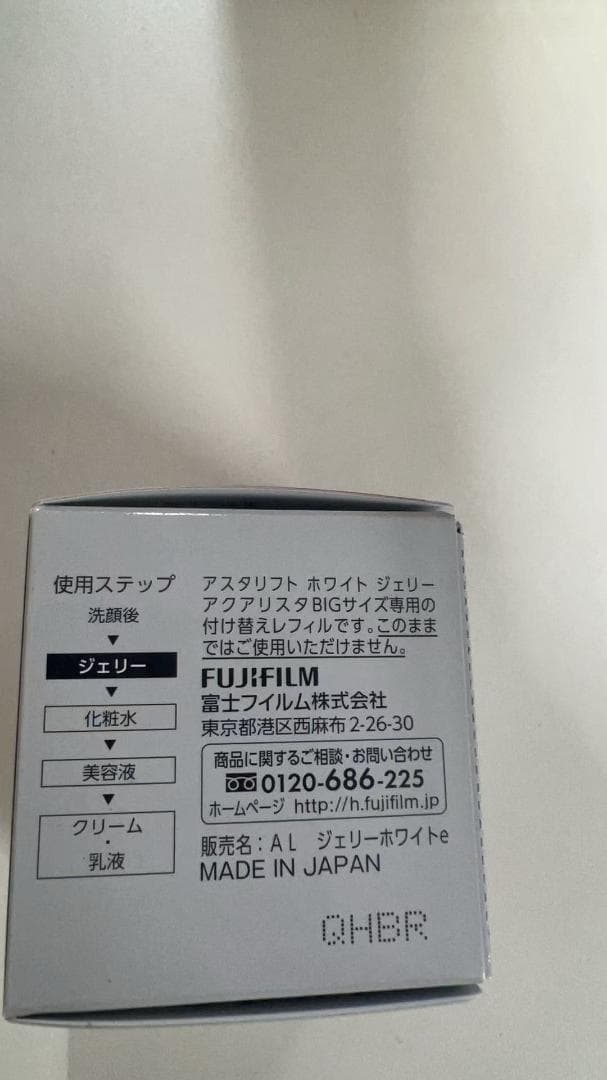 使用ステップ
洗顔後
▼
ジェリー
▼
化粧水
▼
美容液
▼
クリーム
・
乳液
アスタリフト ホワイト ジェリー
アクアリスタBIGサイズ専用の
付け替えレフィルです。このまま
ではご使用いただけません。
FUJIFILM
富士フイルム株式会社
東京都港区西麻布2-26-30
商品に関するご相談・お問い合わせ
0120-686-225
ホームページ http://h.fujifilm.jp
販売名：AL ジェリーホワイトe
MADE IN JAPAN
QHBR